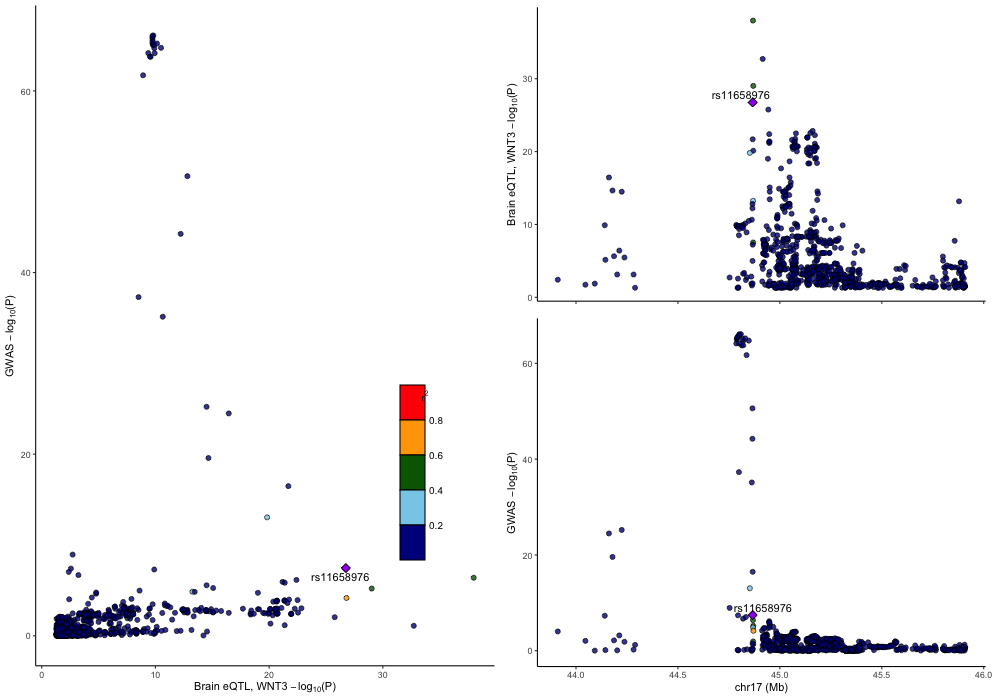 60
40
20
0
GWAS −log10(P)
0
10
20
30
Brain eQTL, WNT3 −log10(P)
rs11658976
r2
0.8
0.6
0.4
0.2
30
20
10
0
Brain eQTL, WNT3 −log10(P)
rs11658976
60
40
20
0
GWAS −log10(P)
rs11658976
44.0
44.5
45.0
45.5
46.0
chr17 (Mb)